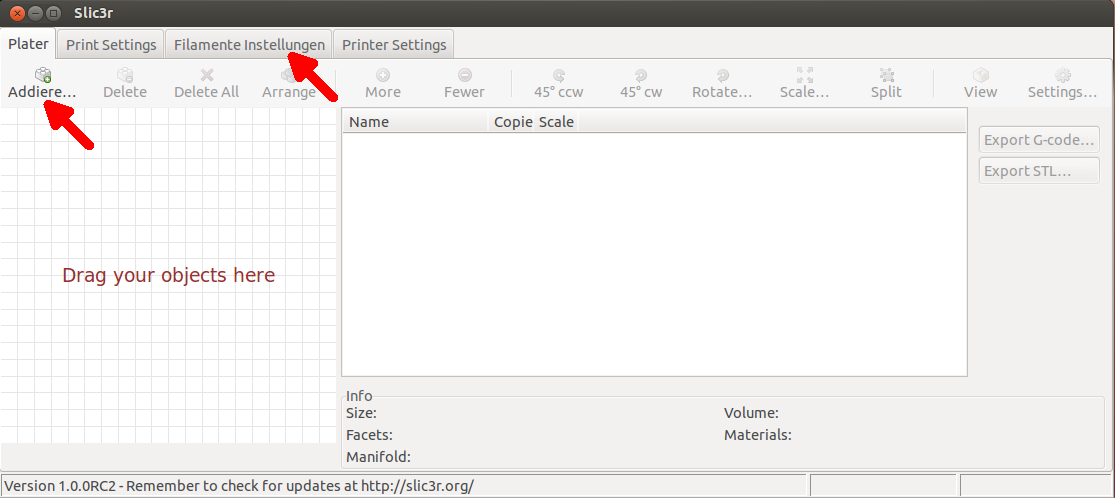 Slic3r
Plater Print Settings Filamente Instellungen Printer Settings
Addiere... Delete Delete All Arrange More Fewer 45° ccw 45° cw Rotate... Scale... Split View Settings...
Name Copie Scale
Export G-code...
Export STL...
Drag your objects here
Info
Size: Volume:
Facets: Materials:
Manifold:
Version 1.0.0RC2 - Remember to check for updates at http://slic3r.org/